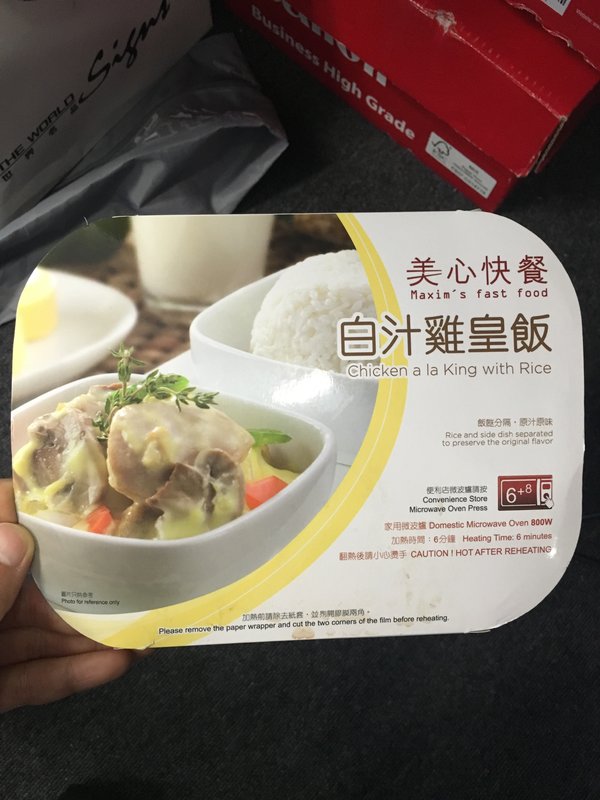 THE WORLD
世界名品
Sign
Canon
Business High Grade
美心快餐
Maxim's fast food
白汁雞皇飯
Chicken a la King with Rice
飯餸分隔，原汁原味
Rice and side dish separated
to preserve the original flavor
便利店微波爐請按
Convenience Store
Microwave Oven Press
6+8
家用微波爐 Domestic Microwave Oven 800W
加熱時間：6分鐘 Heating Time: 6 minutes
翻熱後請小心燙手 CAUTION ! HOT AFTER REHEATING
圖片只供參考
Photo for reference only
加熱前請除去紙套，並剪開膠膜兩角。
Please remove the paper wrapper and cut the two corners of the film before reheating.